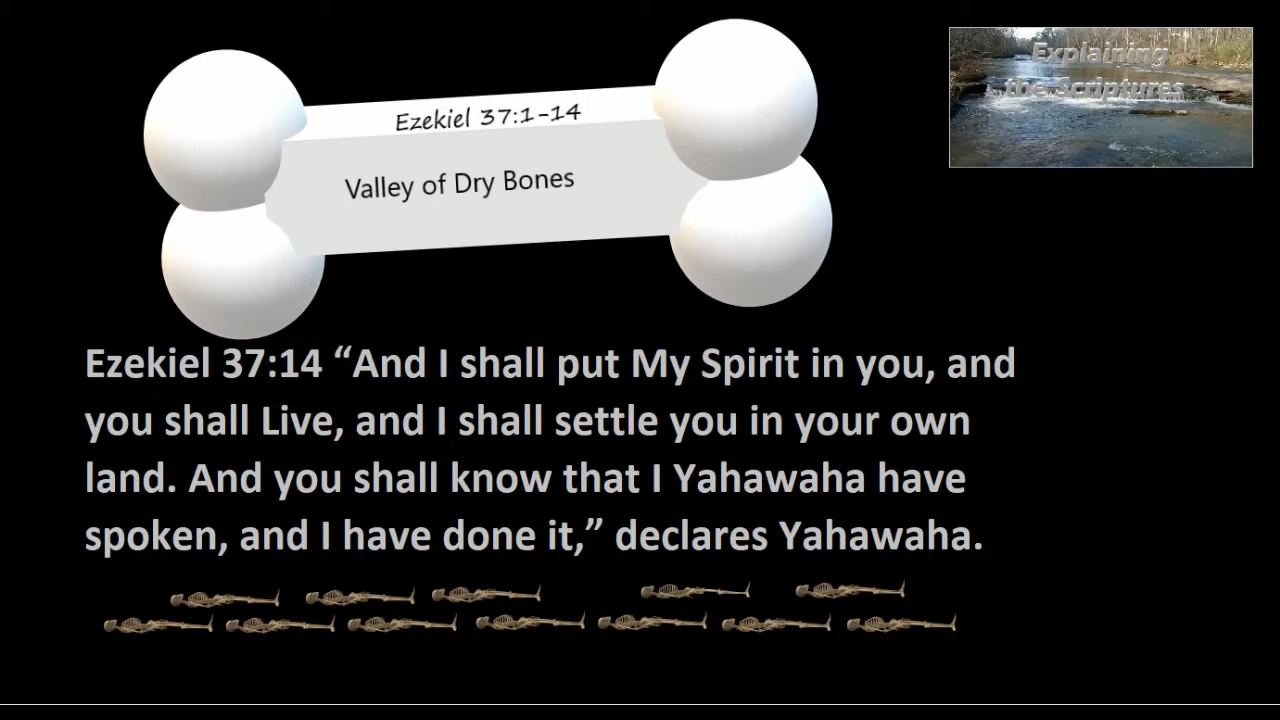 Ezekiel 37:1-14
Valley of Dry Bones
Explaining
the Scriptures
Ezekiel 37:14 “And I shall put My Spirit in you, and
you shall Live, and I shall settle you in your own
land. And you shall know that I Yahawaha have
spoken, and I have done it,” declares Yahawaha.